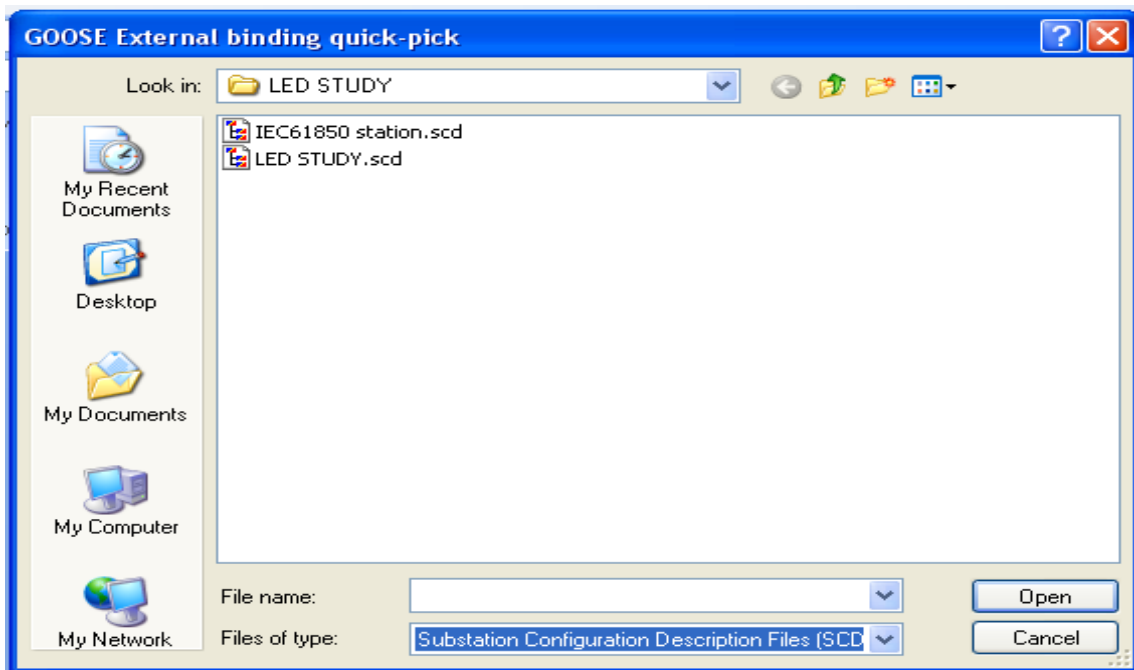 GOOSE External binding quick-pick
Look in:
LED STUDY
IEC61850 station.scd
LED STUDY.scd
My Recent
Documents
Desktop
My Documents
My Computer
My Network
File name:
Open
Files of type:
Substation Configuration Description Files (SCD
Cancel